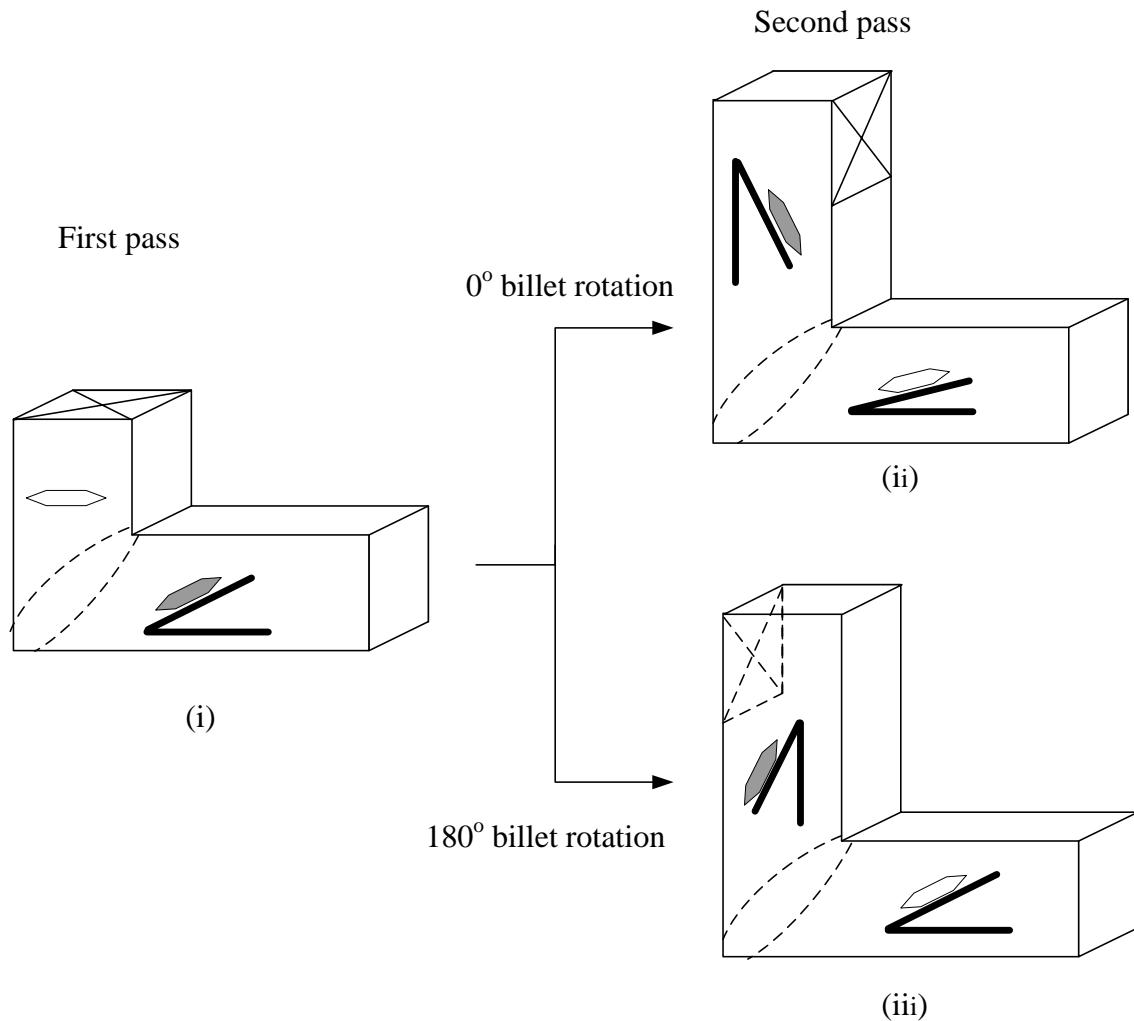 Second pass
First pass
0° billet rotation
(ii)
(i)
180° billet rotation
(iii)